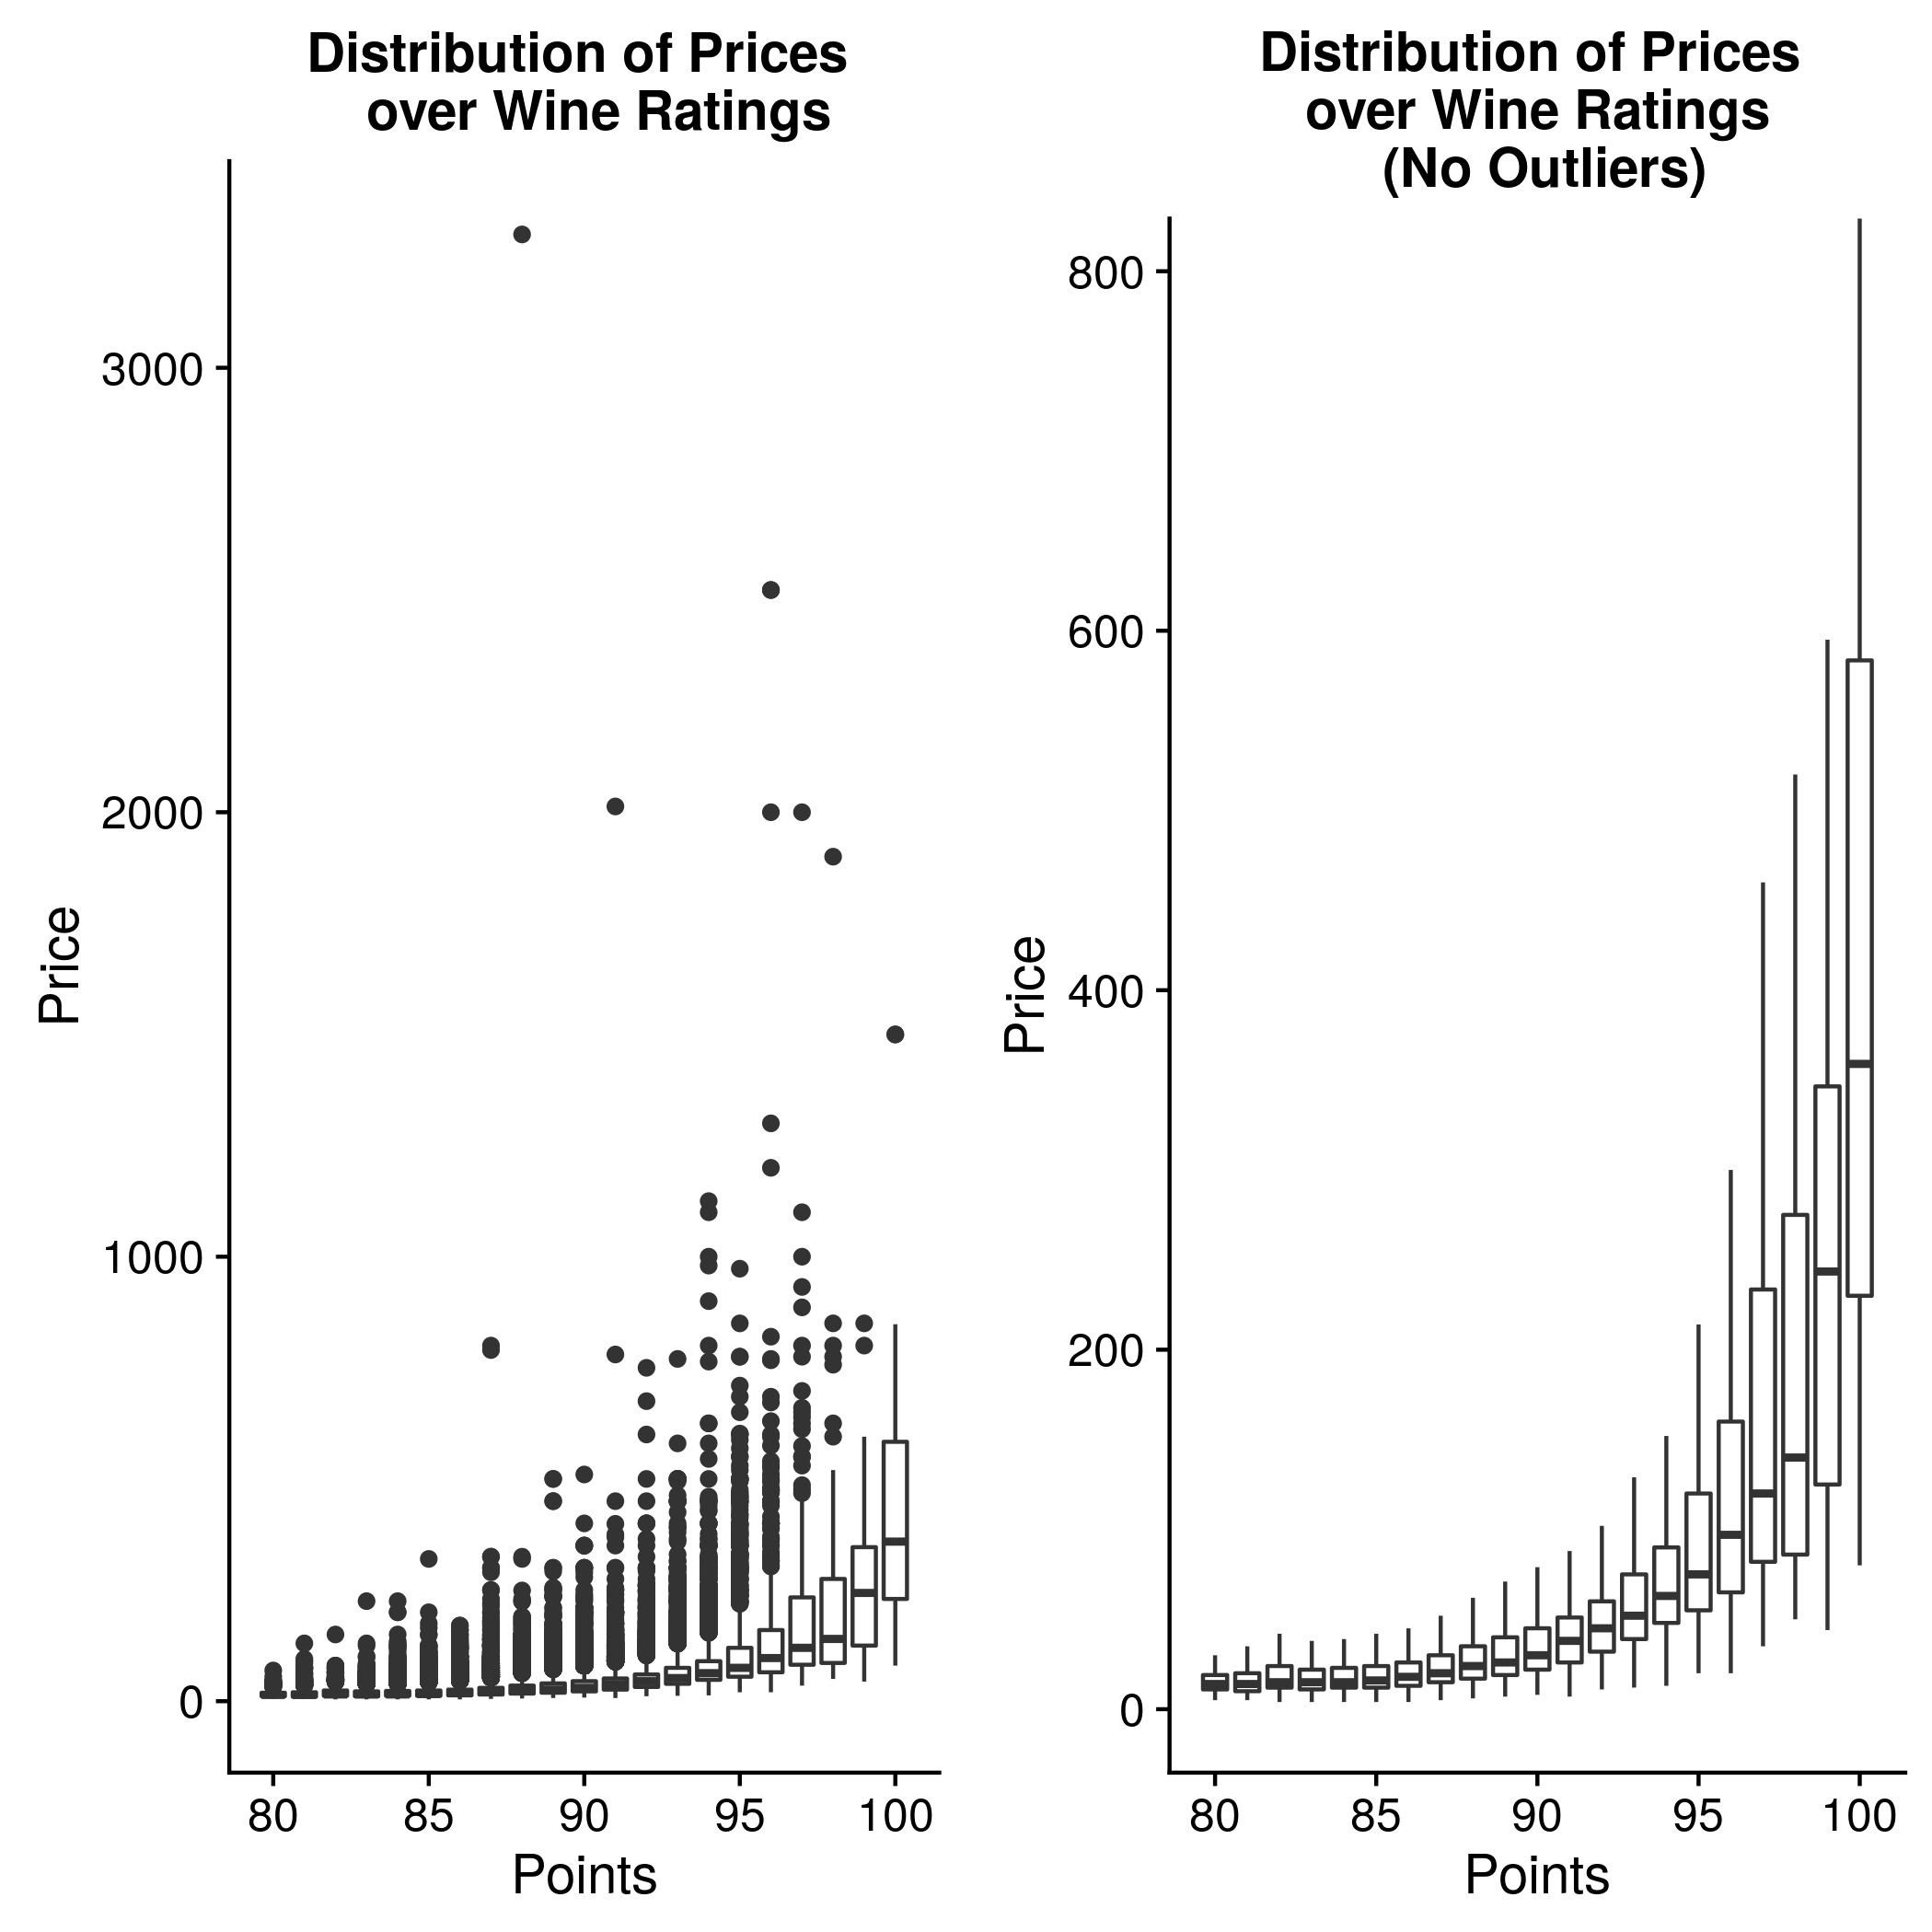 Distribution of Prices
over Wine Ratings
Price
3000
2000
1000
0
80 85 90 95 100
Points
Distribution of Prices
over Wine Ratings
(No Outliers)
Price
800
600
400
200
0
80 85 90 95 100
Points